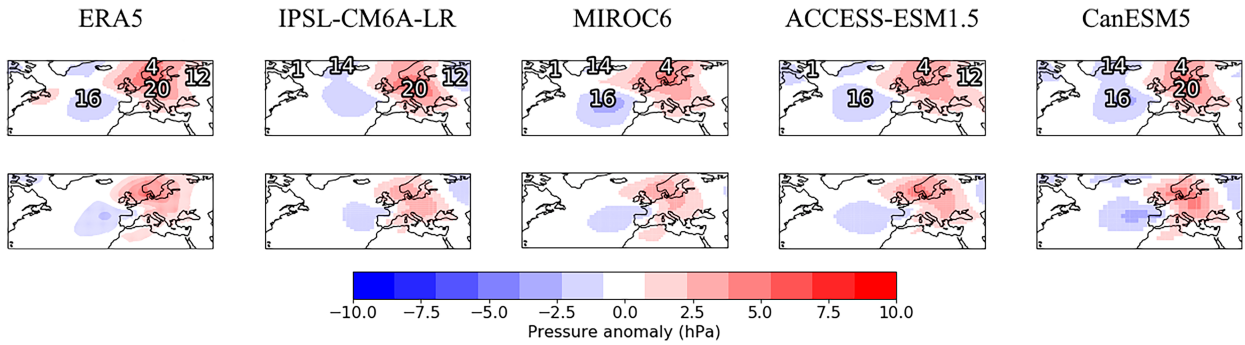 ERA5 IPSL-CM6A-LR MIROC6 ACCESS-ESM1.5 CanESM5
4 12 20 16
1 14 12 20
1 14 4 16
1 4 12 16
14 4 20 16
−10.0 −7.5 −5.0 −2.5 0.0 2.5 5.0 7.5 10.0
Pressure anomaly (hPa)